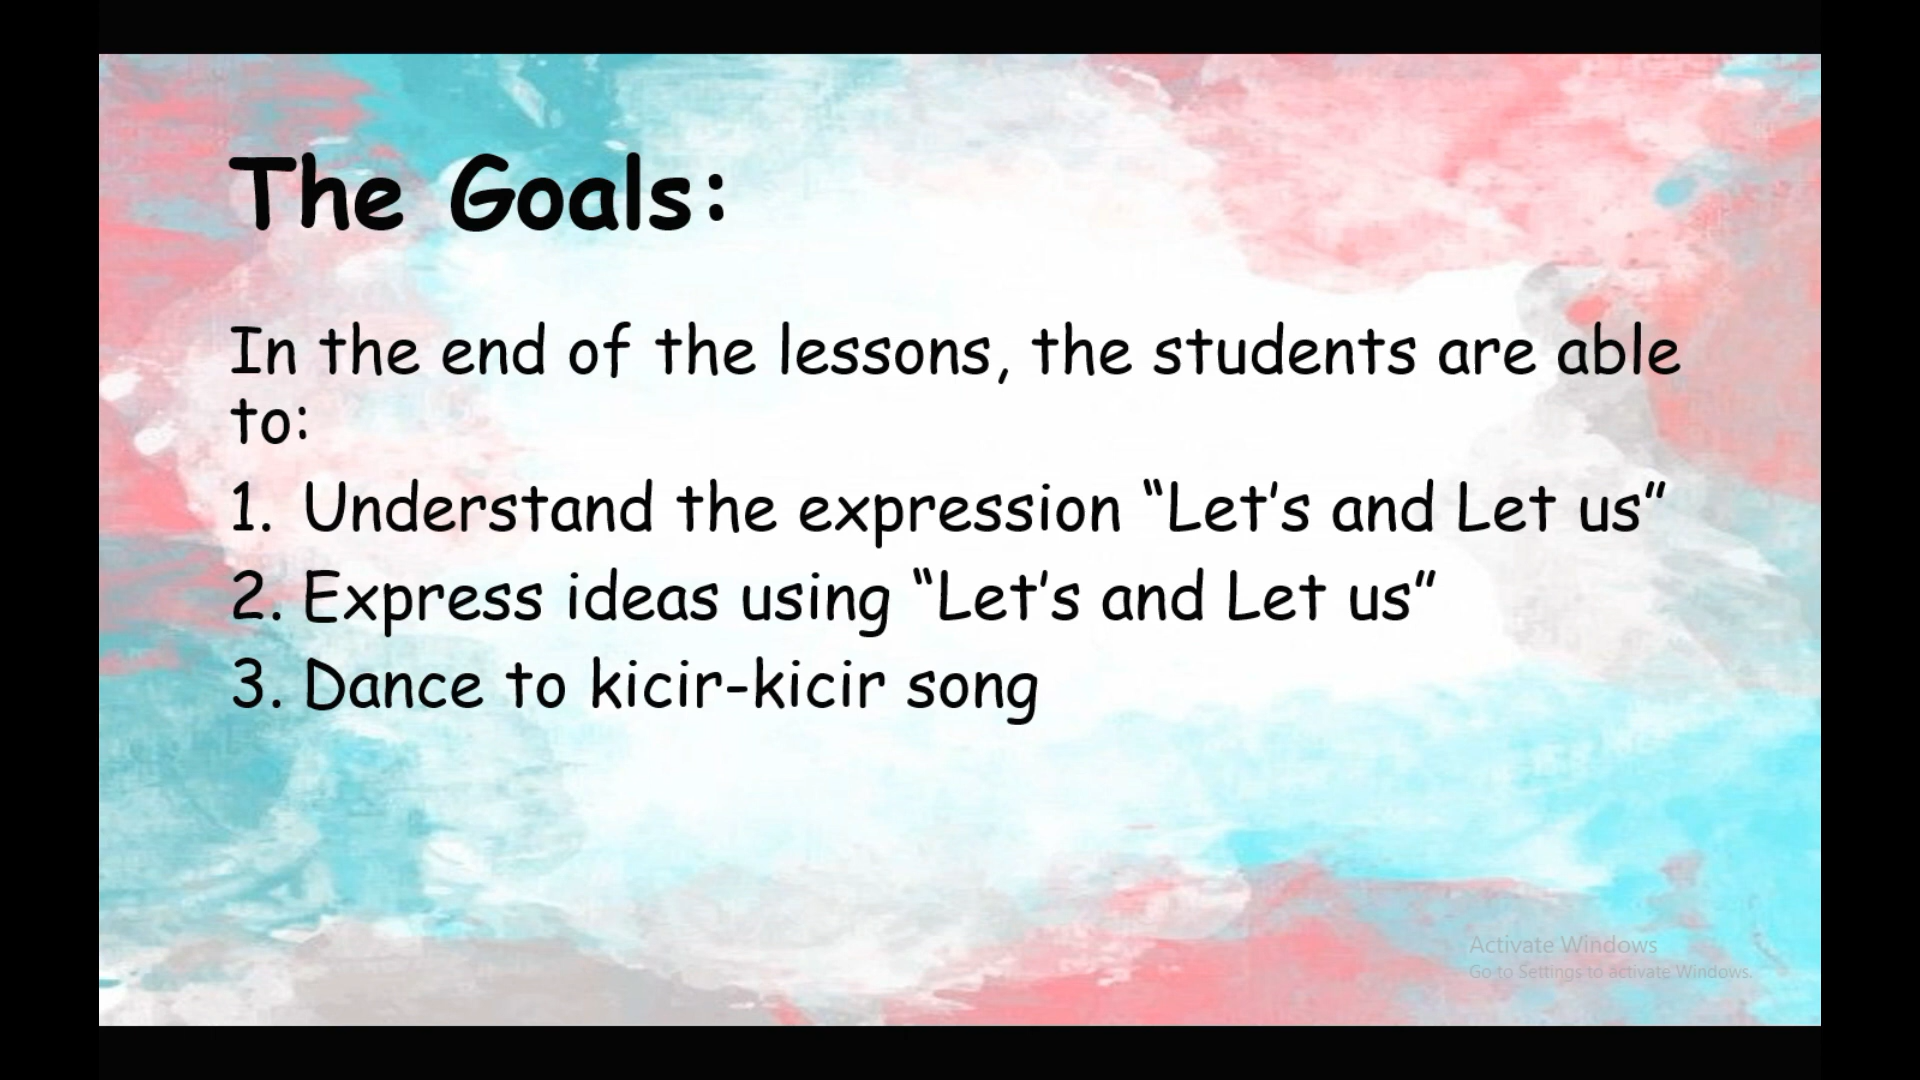 The Goals:
In the end of the lessons, the students are able
to:
1. Understand the expression “Let’s and Let us”
2. Express ideas using “Let’s and Let us”
3. Dance to kicir-kicir song
Activate Windows
Go to Settings to activate Windows.